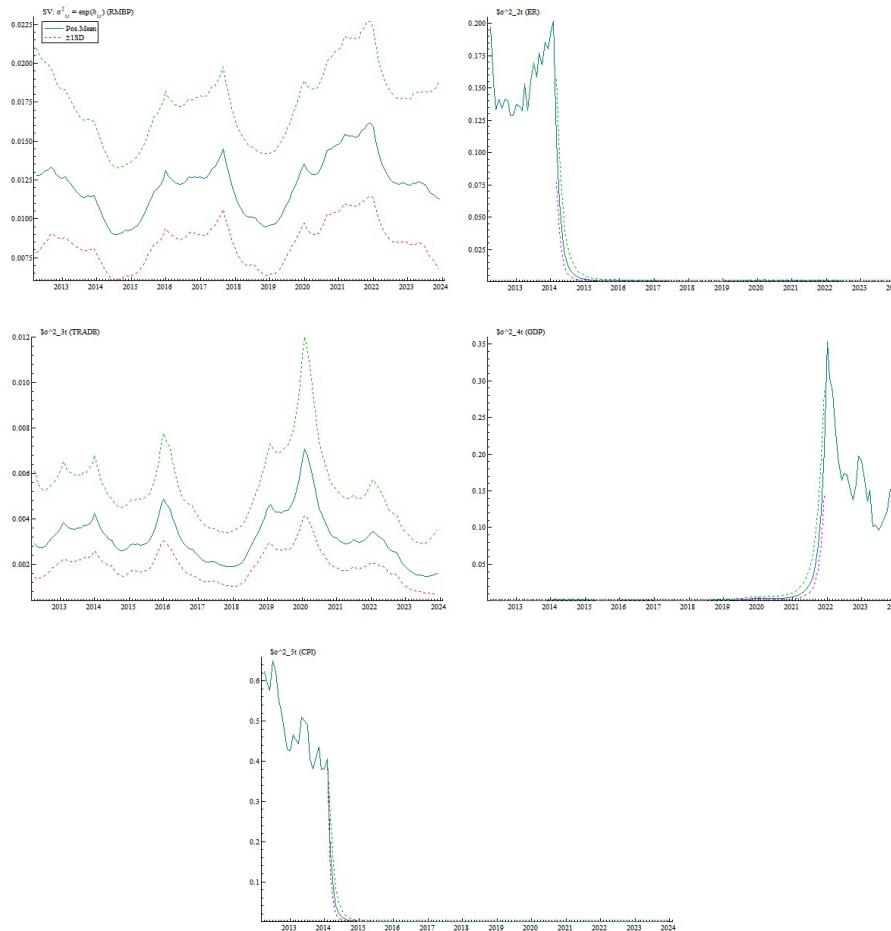 SV: σ²₁ₜ = exp(h₁ₜ) (RMBP)
Pos.Mean
±1SD
0.0225
0.0200
0.0175
0.0150
0.0125
0.0100
0.0075
2013 2014 2015 2016 2017 2018 2019 2020 2021 2022 2023 2024
$σ^2_2t (ER)
0.200
0.175
0.150
0.125
0.100
0.075
0.050
0.025
2013 2014 2015 2016 2017 2018 2019 2020 2021 2022 2023 202
$σ^2_3t (TRADE)
0.012
0.010
0.008
0.006
0.004
0.002
2013 2014 2015 2016 2017 2018 2019 2020 2021 2022 2023 2024
$σ^2_4t (GDP)
0.35
0.30
0.25
0.20
0.15
0.10
0.05
2013 2014 2015 2016 2017 2018 2019 2020 2021 2022 2023 202
$σ^2_5t (CPI)
0.6
0.5
0.4
0.3
0.2
0.1
2013 2014 2015 2016 2017 2018 2019 2020 2021 2022 2023 2024